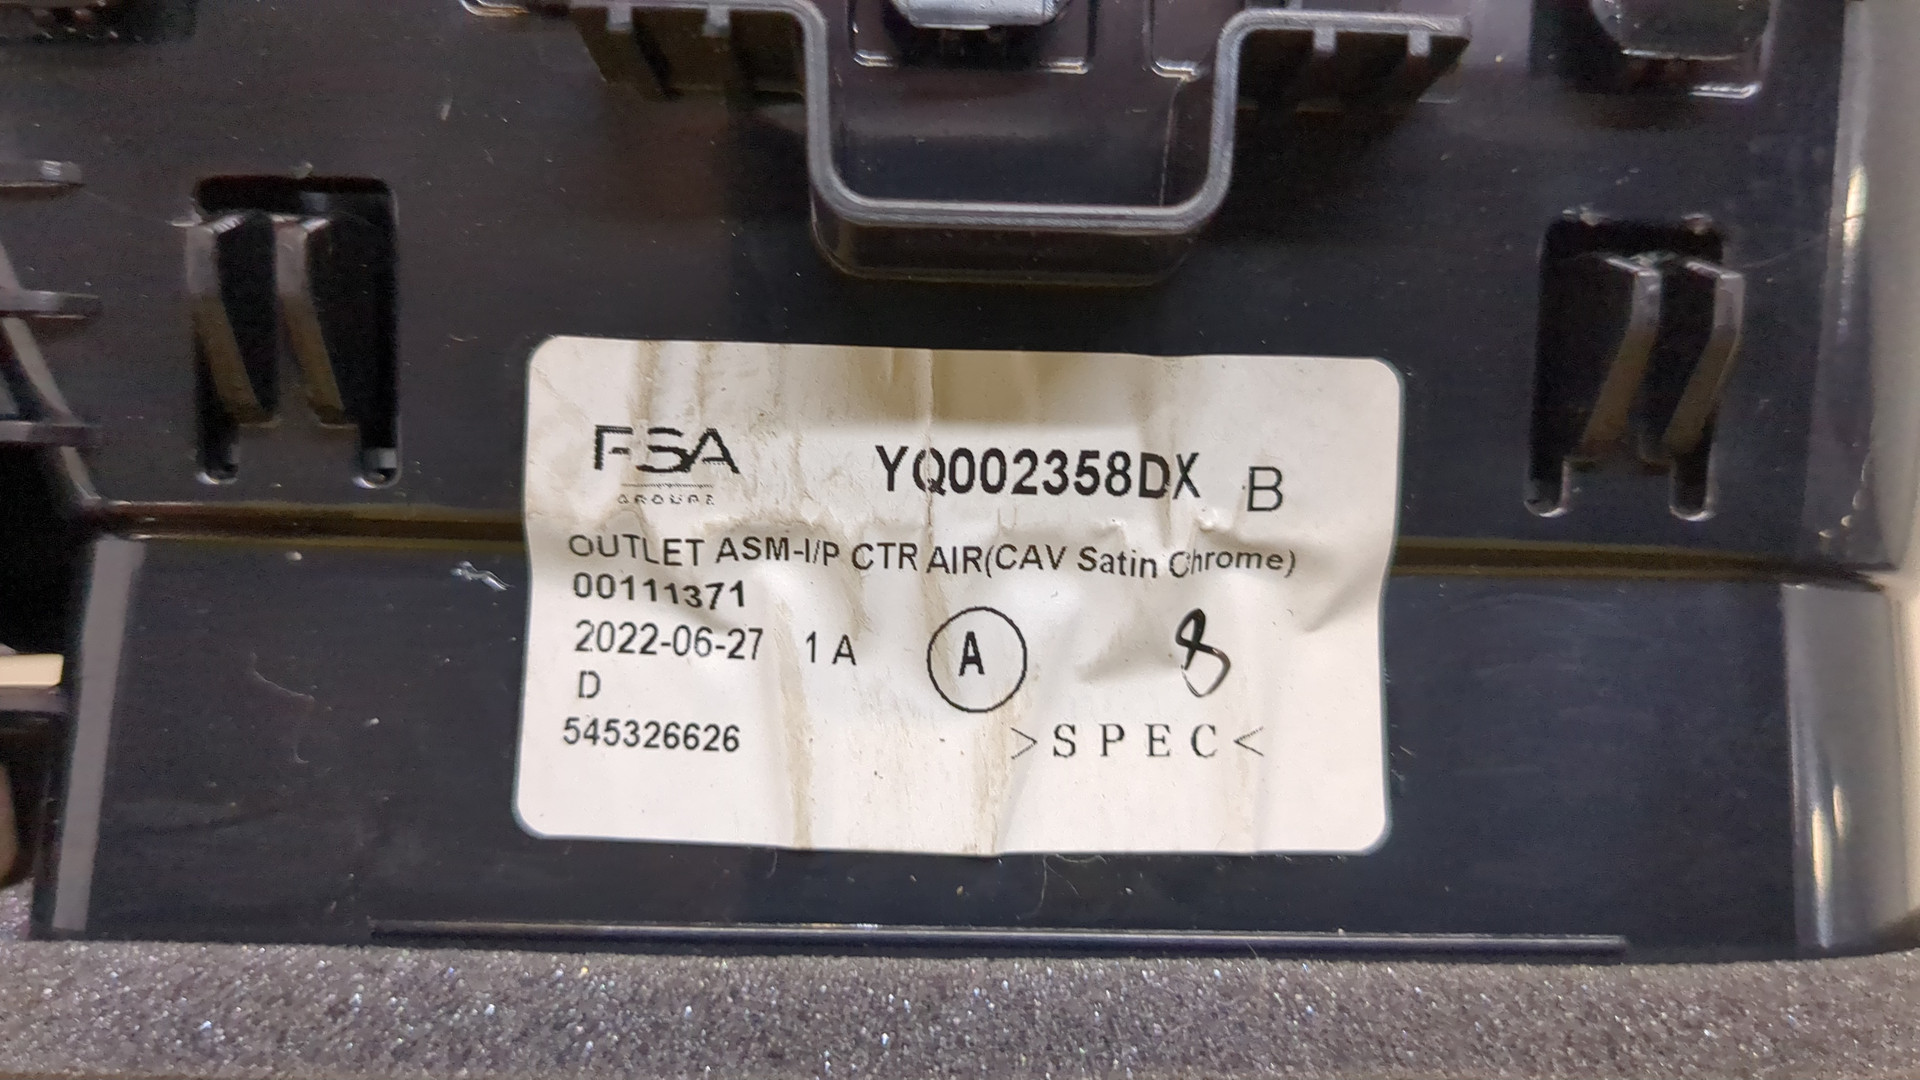 PSA YQ002358DX B
GROUPE
OUTLET ASM-I/P CTR AIR(CAV Satin Chrome)
00111371
2022-06-27 1 A A 8
D
545326626 >SPEC<